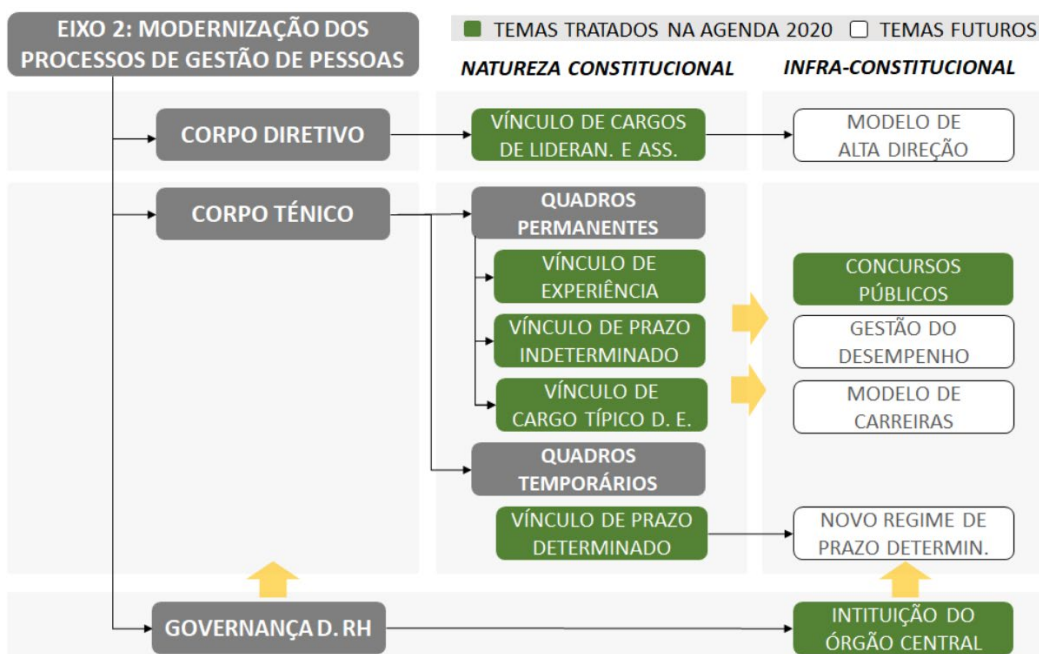 EIXO 2: MODERNIZAÇÃO DOS
PROCESSOS DE GESTÃO DE PESSOAS
TEMAS TRATADOS NA AGENDA 2020
TEMAS FUTUROS
NATUREZA CONSTITUCIONAL
INFRA-CONSTITUCIONAL
CORPO DIRETIVO
VÍNCULO DE CARGOS
DE LIDERAN. E ASS.
MODELO DE
ALTA DIREÇÃO
CORPO TÉNICO
QUADROS
PERMANENTES
VÍNCULO DE
EXPERIÊNCIA
CONCURSOS
PÚBLICOS
VÍNCULO DE PRAZO
INDETERMINADO
GESTÃO DO
DESEMPENHO
VÍNCULO DE
CARGO TÍPICO D. E.
MODELO DE
CARREIRAS
QUADROS
TEMPORÁRIOS
VÍNCULO DE PRAZO
DETERMINADO
NOVO REGIME DE
PRAZO DETERMIN.
GOVERNANÇA D. RH
INTITUIÇÃO DO
ÓRGÃO CENTRAL